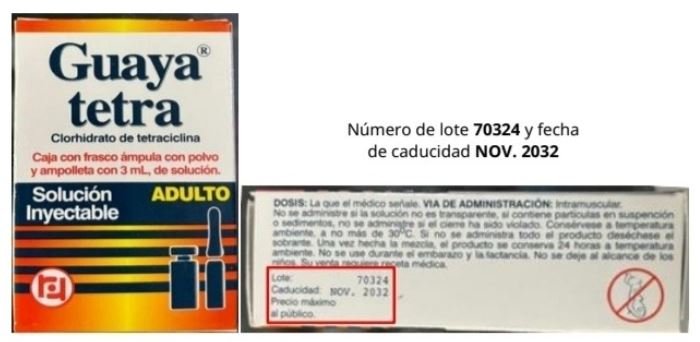 Guaya®
tetra
Clorhidrato de tetraciclina
Caja con frasco ámpula con polvo
y ampolleta con 3 mL, de solución.
Solución
Inyectable
ADULTO
Número de lote 70324 y fecha
de caducidad NOV. 2032
DOSIS: La que el médico señale. VIA DE ADMINISTRACIÓN: Intramuscular.
No se administre si la solución no es transparente, si contiene partículas en suspensión
o sedimentos, no se administre si el cierre ha sido violado. Consérvese a temperatura
ambiente, a no más de 30°C. Si no se administra todo el producto deséchese el
sobrante. Una vez hecha la mezcla, el producto se conserva 24 horas a temperatura
ambiente. No se use durante el embarazo y la lactancia. No se deje al alcance de los
niños. Su venta requiere receta médica.
Lote: 70324
Caducidad: NOV. 2032
Precio máximo
al público.